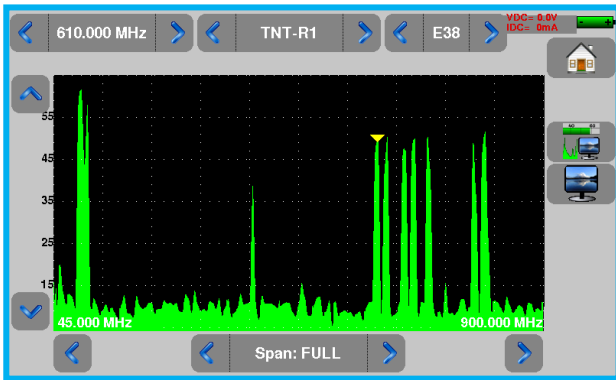 VDC= 0.0V
IDC= 0mA
- +
610.000 MHz
TNT-R1
E38
55
45
35
25
15
45.000 MHz
900.000 MHz
Span: FULL